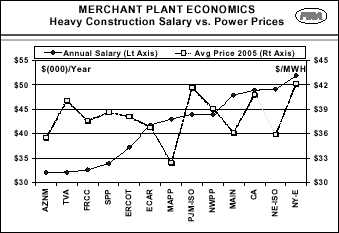 MERCHANT PLANT ECONOMICS
Heavy Construction Salary vs. Power Prices
Annual Salary (Lt Axis) Avg Price 2005 (Rt Axis)
$55 $(000)/Year $/MWH $45
$50 $42
$45 $39
$40 $36
$35 $33
$30 $30
AZNM TVA FRCC SPP ERCOT ECAR MAPP PJM-ISO NWPP MAIN CA NE-ISO NY-E